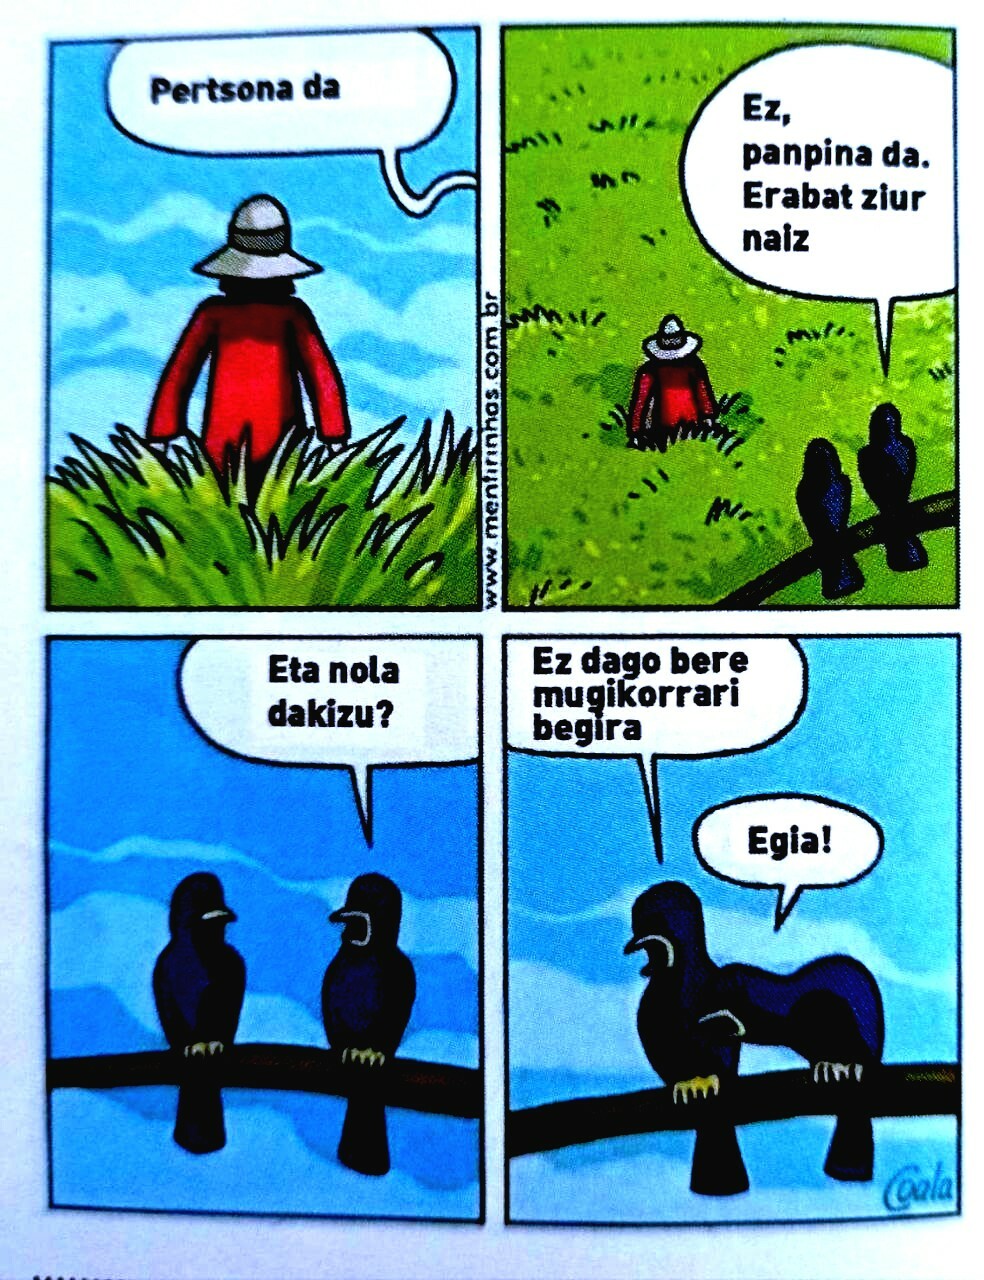 Pertsona da
Ez,
panpina da.
Erabat ziur
naiz
www.mentirinhas.com.br
Eta nola
dakizu?
Ez dago bere
mugikorrari
begira
Egia!
Coala